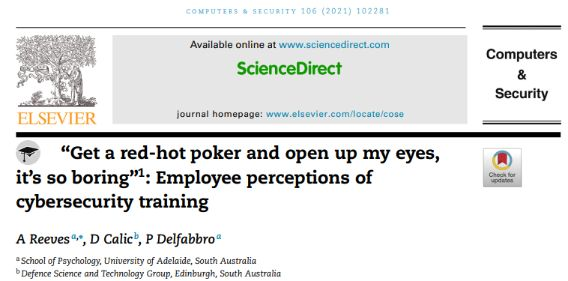 COMPUTERS & SECURITY 106 (2021) 102281
Available online at www.sciencedirect.com
ScienceDirect
journal homepage: www.elsevier.com/locate/cose
ELSEVIER
Computers
&
Security
“Get a red-hot poker and open up my eyes,
it’s so boring”1: Employee perceptions of
cybersecurity training
Check for
updates
A Reeves a,*, D Calic b, P Delfabbro a
a School of Psychology, University of Adelaide, South Australia
b Defence Science and Technology Group, Edinburgh, South Australia